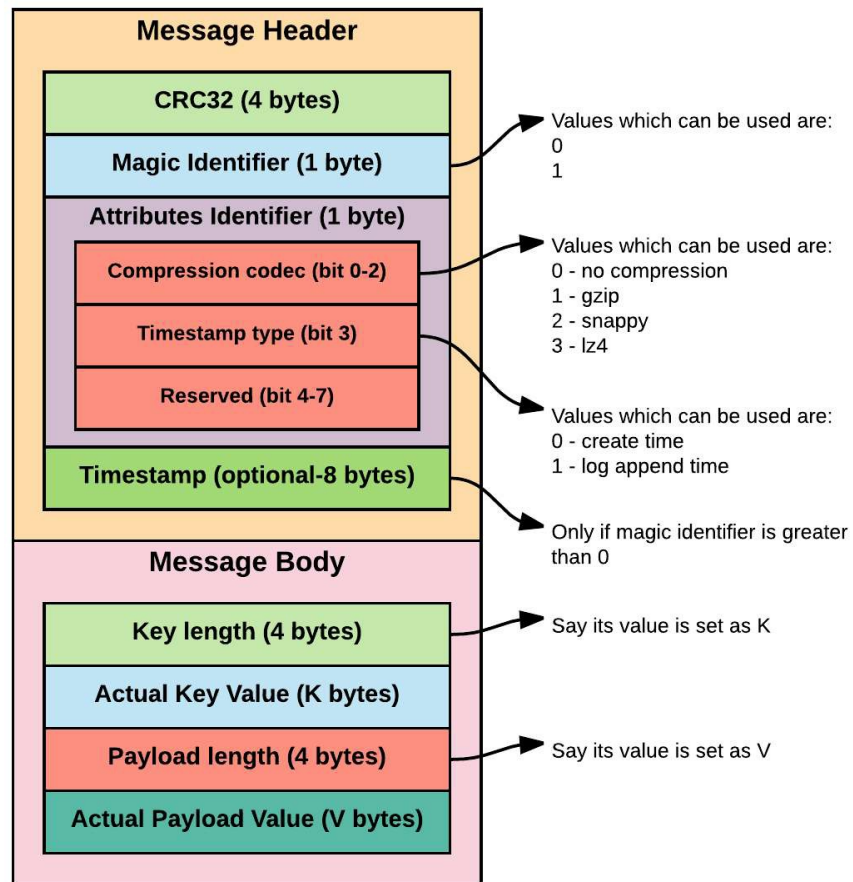 Message Header
CRC32 (4 bytes)
Magic Identifier (1 byte)
Values which can be used are:
0
1
Attributes Identifier (1 byte)
Compression codec (bit 0-2)
Values which can be used are:
0 - no compression
1 - gzip
2 - snappy
3 - lz4
Timestamp type (bit 3)
Values which can be used are:
0 - create time
1 - log append time
Reserved (bit 4-7)
Timestamp (optional-8 bytes)
Only if magic identifier is greater
than 0
Message Body
Key length (4 bytes)
Say its value is set as K
Actual Key Value (K bytes)
Payload length (4 bytes)
Say its value is set as V
Actual Payload Value (V bytes)